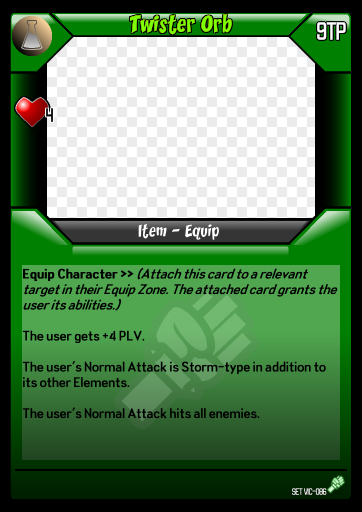 Twister Orb
9TP
4
Item - Equip
Equip Character >> (Attach this card to a relevant
target in their Equip Zone. The attached card grants the
user its abilities.)
The user gets +4 PLV.
The user's Normal Attack is Storm-type in addition to
its other Elements.
The user's Normal Attack hits all enemies.
SET VIC-086